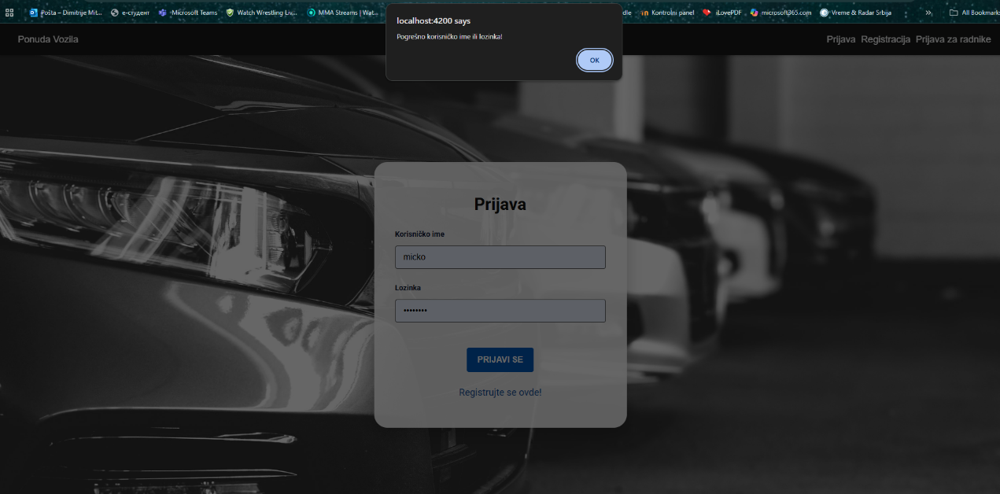 Pošta – Dimitrije Mit...
е-студент
Microsoft Teams
Watch Wrestling Liv...
MMA Streams | Wat...
Kontrolni panel
iLovePDF
microsoft365.com
Vreme & Radar Srbija
»
All Bookmarks
localhost:4200 says
Pogrešno korisničko ime ili lozinka!
OK
Ponuda Vozila
Prijava
Registracija
Prijava za radnike
Prijava
Korisničko ime
micko
Lozinka
••••••••
PRIJAVI SE
Registrujte se ovde!